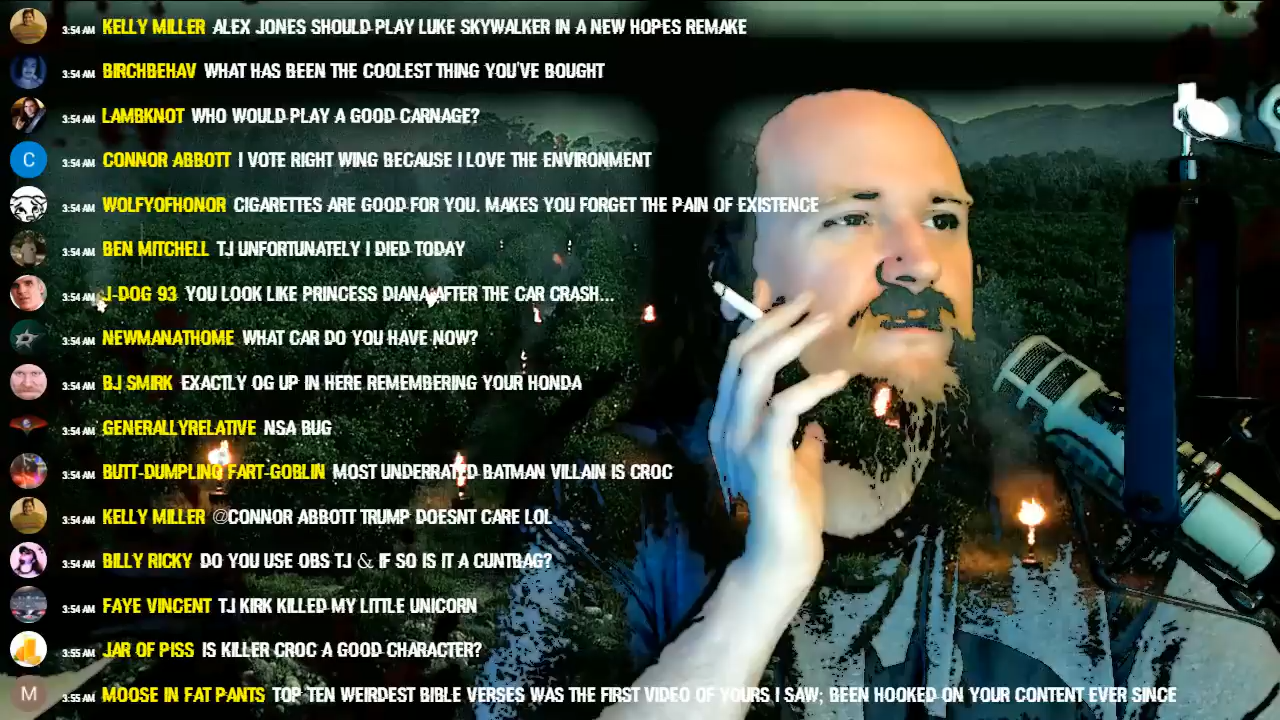 3:54 AM KELLY MILLER ALEX JONES SHOULD PLAY LUKE SKYWALKER IN A NEW HOPES REMAKE
3:54 AM BIRCHBEHAV WHAT HAS BEEN THE COOLEST THING YOU'VE BOUGHT
3:54 AM LAMBKNOT WHO WOULD PLAY A GOOD CARNAGE?
C 3:54 AM CONNOR ABBOTT I VOTE RIGHT WING BECAUSE I LOVE THE ENVIRONMENT
3:54 AM WOLFYOFHONOR CIGARETTES ARE GOOD FOR YOU. MAKES YOU FORGET THE PAIN OF EXISTENCE
3:54 AM BEN MITCHELL TJ UNFORTUNATELY I DIED TODAY
3:54 AM J-DOG 93 YOU LOOK LIKE PRINCESS DIANA AFTER THE CAR CRASH...
3:54 AM NEWMANATHOME WHAT CAR DO YOU HAVE NOW?
3:54 AM BJ SMIRK EXACTLY OG UP IN HERE REMEMBERING YOUR HONDA
3:54 AM GENERALLYRELATIVE NSA BUG
3:54 AM BUTT-DUMPLING FART-GOBLIN MOST UNDERRATED BATMAN VILLAIN IS CROC
3:54 AM KELLY MILLER @CONNOR ABBOTT TRUMP DOESNT CARE LOL
3:54 AM BILLY RICKY DO YOU USE OBS TJ & IF SO IS IT A CUNTBAG?
3:54 AM FAYE VINCENT TJ KIRK KILLED MY LITTLE UNICORN
3:55 AM JAR OF PISS IS KILLER CROC A GOOD CHARACTER?
M 3:55 AM MOOSE IN FAT PANTS TOP TEN WEIRDEST BIBLE VERSES WAS THE FIRST VIDEO OF YOURS I SAW; BEEN HOOKED ON YOUR CONTENT EVER SINCE